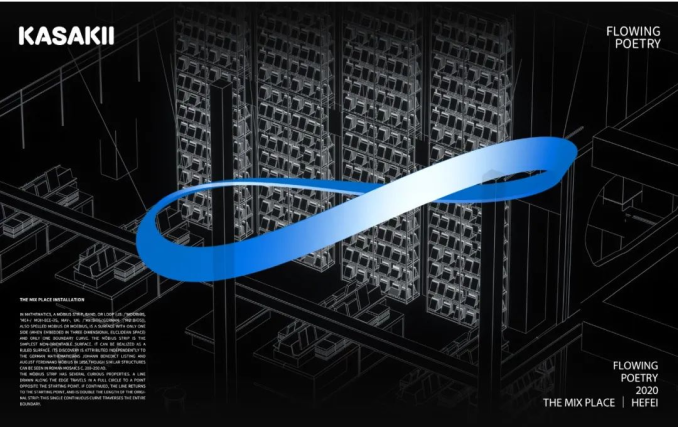 KASAKII
FLOWING
POETRY
THE MIX PLACE INSTALLATION
IN MATHEMATICS, A MÖBIUS STRIP, BAND, OR LOOP
ALSO SPELLED MOBIUS OR MOEBIUS, IS A SURFACE WITH ONLY ONE
SIDE (WHEN EMBEDDED IN THREE DIMENSIONAL EUCLIDEAN SPACE)
AND ONLY ONE BOUNDARY CURVE. THE MÖBIUS STRIP IS THE
SIMPLEST NON-ORIENTABLE SURFACE. IT CAN BE REALIZED AS A
RULED SURFACE. ITS DISCOVERY IS ATTRIBUTED INDEPENDENTLY TO
THE GERMAN MATHEMATICIANS JOHANN BENEDICT LISTING AND
AUGUST FERDINAND MÖBIUS IN THOUGH SIMILAR STRUCTURES
CAN BE SEEN IN ROMAN MOSAICS C. 200–250 AD.
THE MÖBIUS STRIP HAS SEVERAL CURIOUS PROPERTIES. A LINE
DRAWN ALONG THE EDGE TRAVELS IN A FULL CIRCLE TO A POINT
OPPOSITE THE STARTING POINT. IF CONTINUED, THE LINE RETURNS
TO THE STARTING POINT, AND IS DOUBLE THE LENGTH OF THE ORIGI-
NAL STRIP: THIS SINGLE CONTINUOUS CURVE TRAVERSES THE ENTIRE
BOUNDARY.
FLOWING
POETRY
2020
THE MIX PLACE | HEFEI